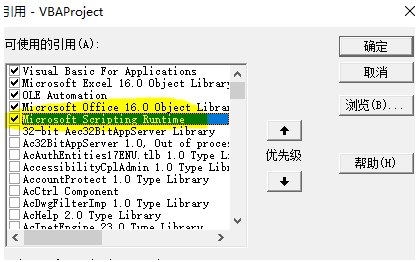 引用 - VBAProject
可使用的引用(A):
确定
Visual Basic For Applications
Microsoft Excel 16.0 Object Library
取消
OLE Automation
Microsoft Office 16.0 Object Library
Microsoft Scripting Runtime
浏览(B)...
32-bit Aec32BitAppServer Library
Ac32BitAppServer 1.0, Out of proce
AcAuthEntities17ENU.tlb 1.0 Type L
优先级
AccessibilityCplAdmin 1.0 Type Lib
帮助(H)
AccountProtect 1.0 Type Library
AcCtrl Component
AcDwgFilterImp 1.0 Type Library
AcHelp 2.0 Type Library
AcInetEngine 23.0 Type Library